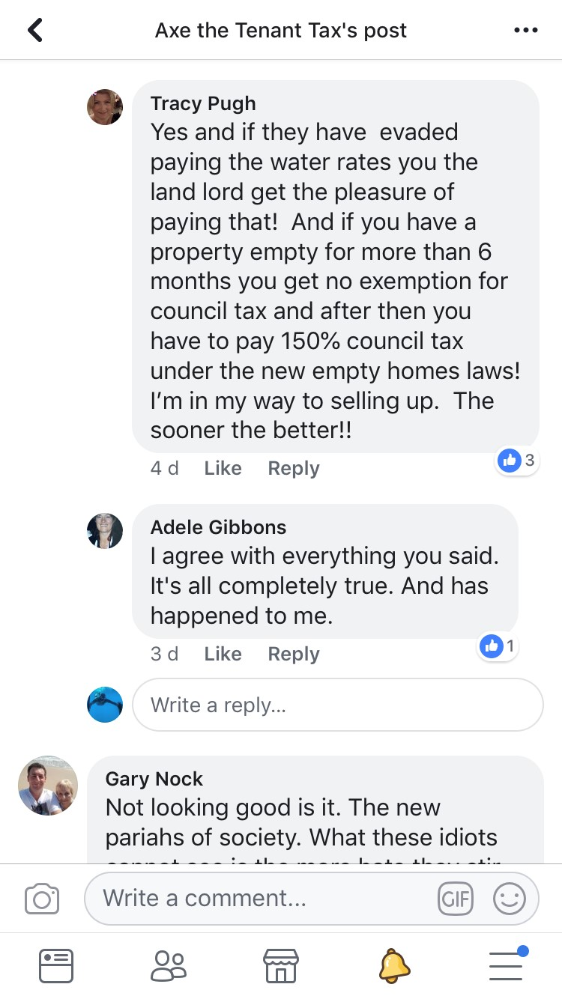 Axe the Tenant Tax's post
Tracy Pugh
Yes and if they have  evaded
paying the water rates you the
land lord get the pleasure of
paying that!  And if you have a
property empty for more than 6
months you get no exemption for
council tax and after then you
have to pay 150% council tax
under the new empty homes laws!
I’m in my way to selling up.  The
sooner the better!!
4 d Like Reply 3
Adele Gibbons
I agree with everything you said.
It's all completely true. And has
happened to me.
3 d Like Reply 1
Write a reply...
Gary Nock
Not looking good is it. The new
pariahs of society. What these idiots
Write a comment...
GIF